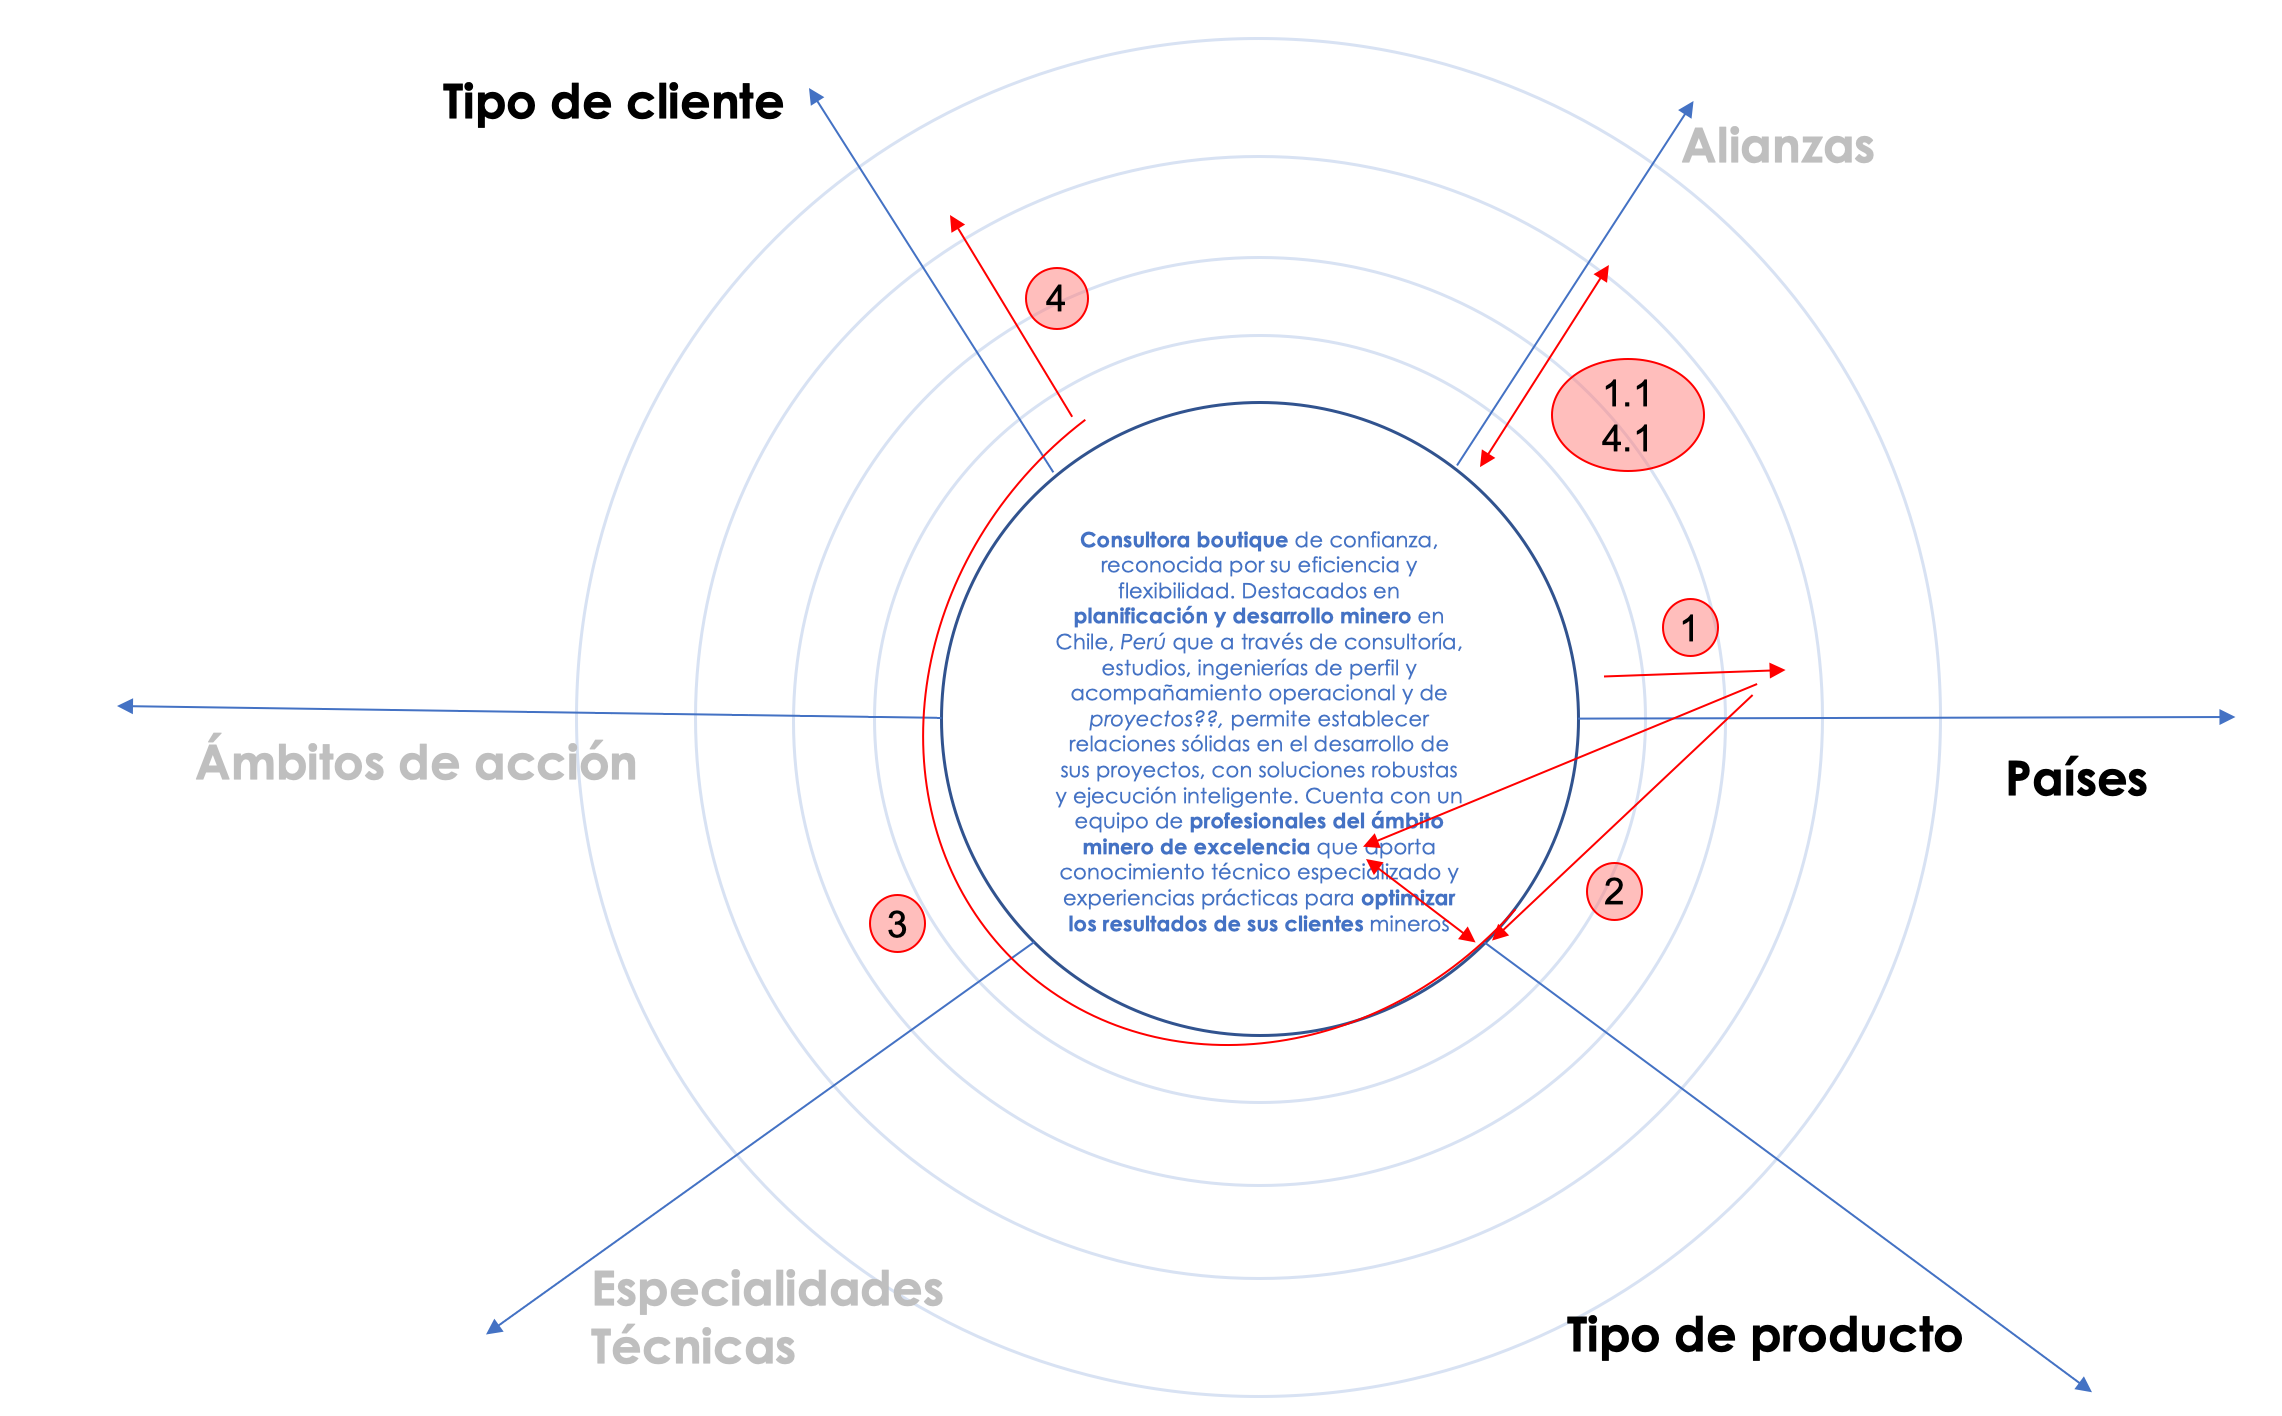 Tipo de cliente
Alianzas
4
1.1
4.1
Consultora boutique de confianza,
reconocida por su eficiencia y
flexibilidad. Destacados en
planificación y desarrollo minero en
Chile, Perú que a través de consultoría,
estudios, ingenierías de perfil y
acompañamiento operacional y de
proyectos??, permite establecer
relaciones sólidas en el desarrollo de
sus proyectos, con soluciones robustas
y ejecución inteligente. Cuenta con un
equipo de profesionales del ámbito
minero de excelencia que aporta
conocimiento técnico especializado y
experiencias prácticas para optimizar
los resultados de sus clientes mineros
1
Ámbitos de acción
Países
2
3
Especialidades
Técnicas
Tipo de producto